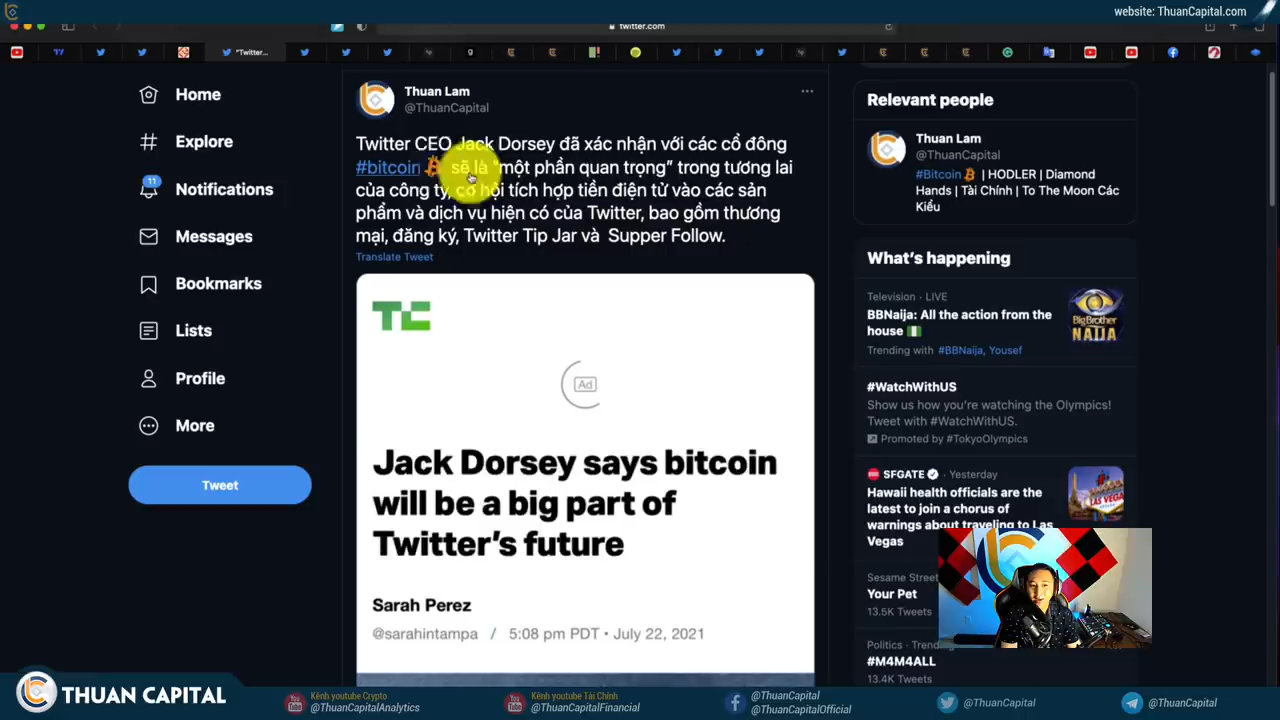 website: ThuanCapital.com
twitter.com
"Twitter...
Home
Explore
11
Notifications
Messages
Bookmarks
Lists
Profile
More
Tweet
Thuan Lam
@ThuanCapital
Twitter CEO Jack Dorsey đã xác nhận với các cổ đông
#bitcoin sẽ là "một phần quan trọng" trong tương lai
của công ty, cơ hội tích hợp tiền điện tử vào các sản
phẩm và dịch vụ hiện có của Twitter, bao gồm thương
mại, đăng ký, Twitter Tip Jar và Supper Follow.
Translate Tweet
TC
Ad
Jack Dorsey says bitcoin
will be a big part of
Twitter's future
Sarah Perez
@sarahintampa / 5:08 pm PDT • July 22, 2021
Relevant people
Thuan Lam
@ThuanCapital
#Bitcoin | HODLER | Diamond
Hands | Tài Chính | To The Moon Các
Kiểu
What's happening
Television · LIVE
BBNaija: All the action from the
house
Trending with #BBNaija, Yousef
BIG BROTHER
NAIJA
#WatchWithUS
Show us how you're watching the Olympics!
Tweet with #WatchWithUS.
Promoted by #TokyoOlympics
SFGATE · Yesterday
Hawaii health officials are the
latest to join a chorus of
warnings about traveling to Las
Vegas
Sesame Street
Your Pet
13.5K Tweets
Politics · Trending
#M4M4ALL
13.4K Tweets
THUAN CAPITAL
Kênh youtube Crypto
@ThuanCapitalAnalytics
Kênh youtube Tài Chính
@ThuanCapitalFinancial
@ThuanCapital
@ThuanCapitalOfficial
@ThuanCapital
@ThuanCapital